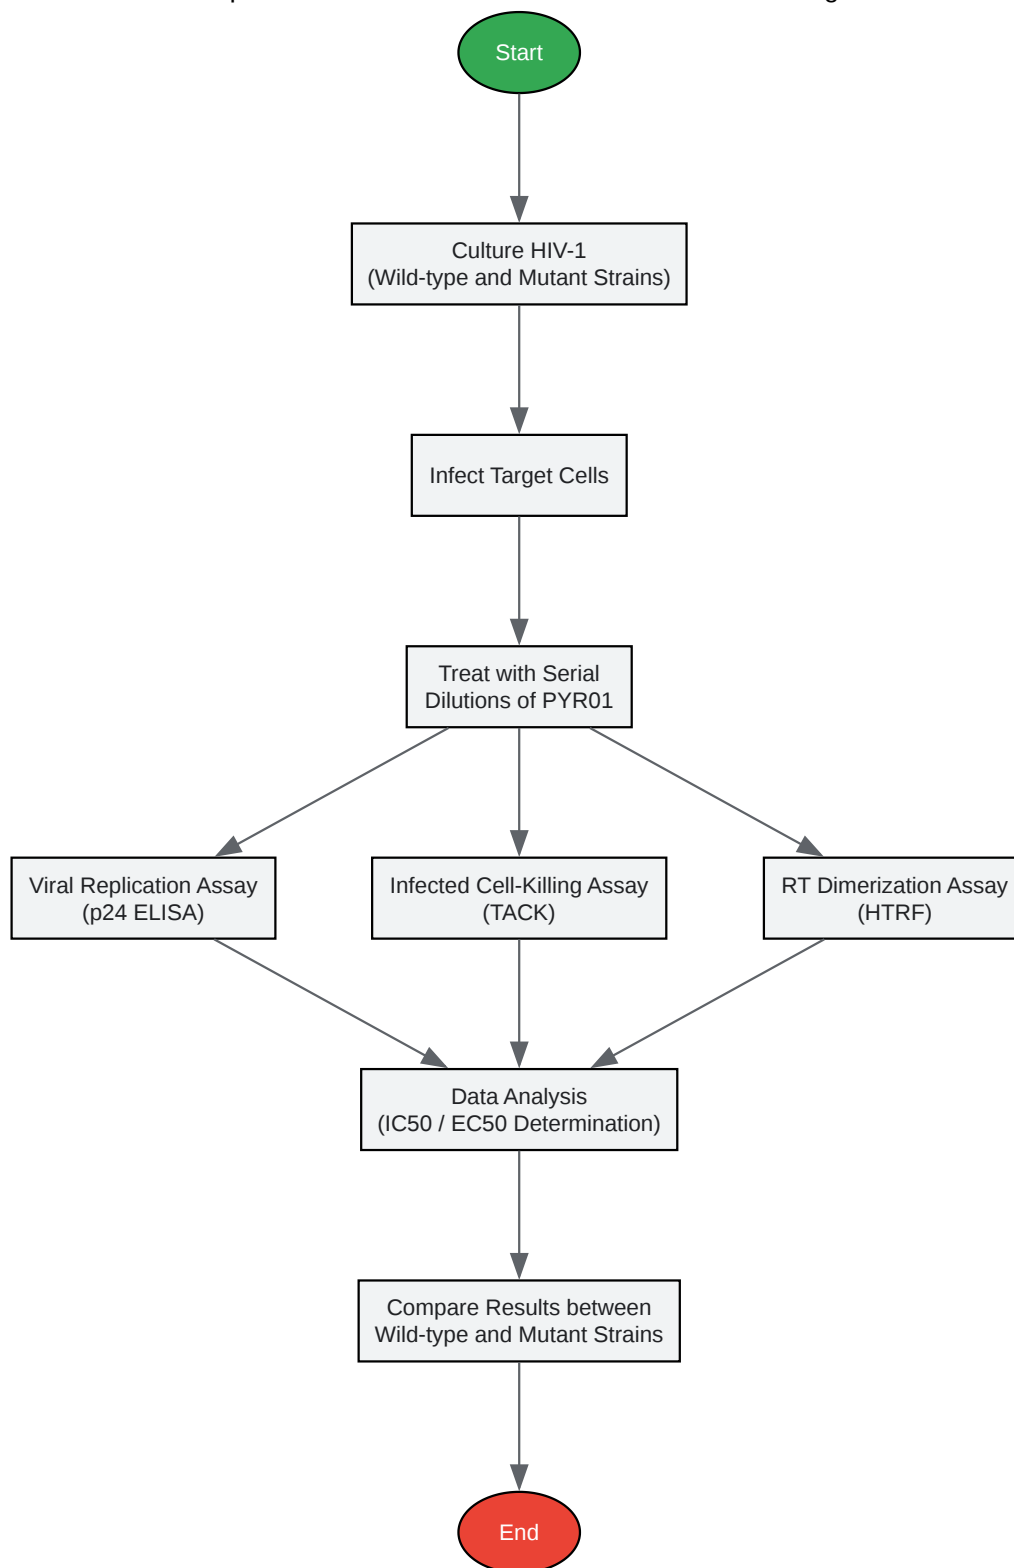 Start
Culture HIV-1
(Wild-type and Mutant Strains)
Infect Target Cells
Treat with Serial
Dilutions of PYR01
Viral Replication Assay
(p24 ELISA)
Infected Cell-Killing Assay
(TACK)
RT Dimerization Assay
(HTRF)
Data Analysis
(IC50 / EC50 Determination)
Compare Results between
Wild-type and Mutant Strains
End